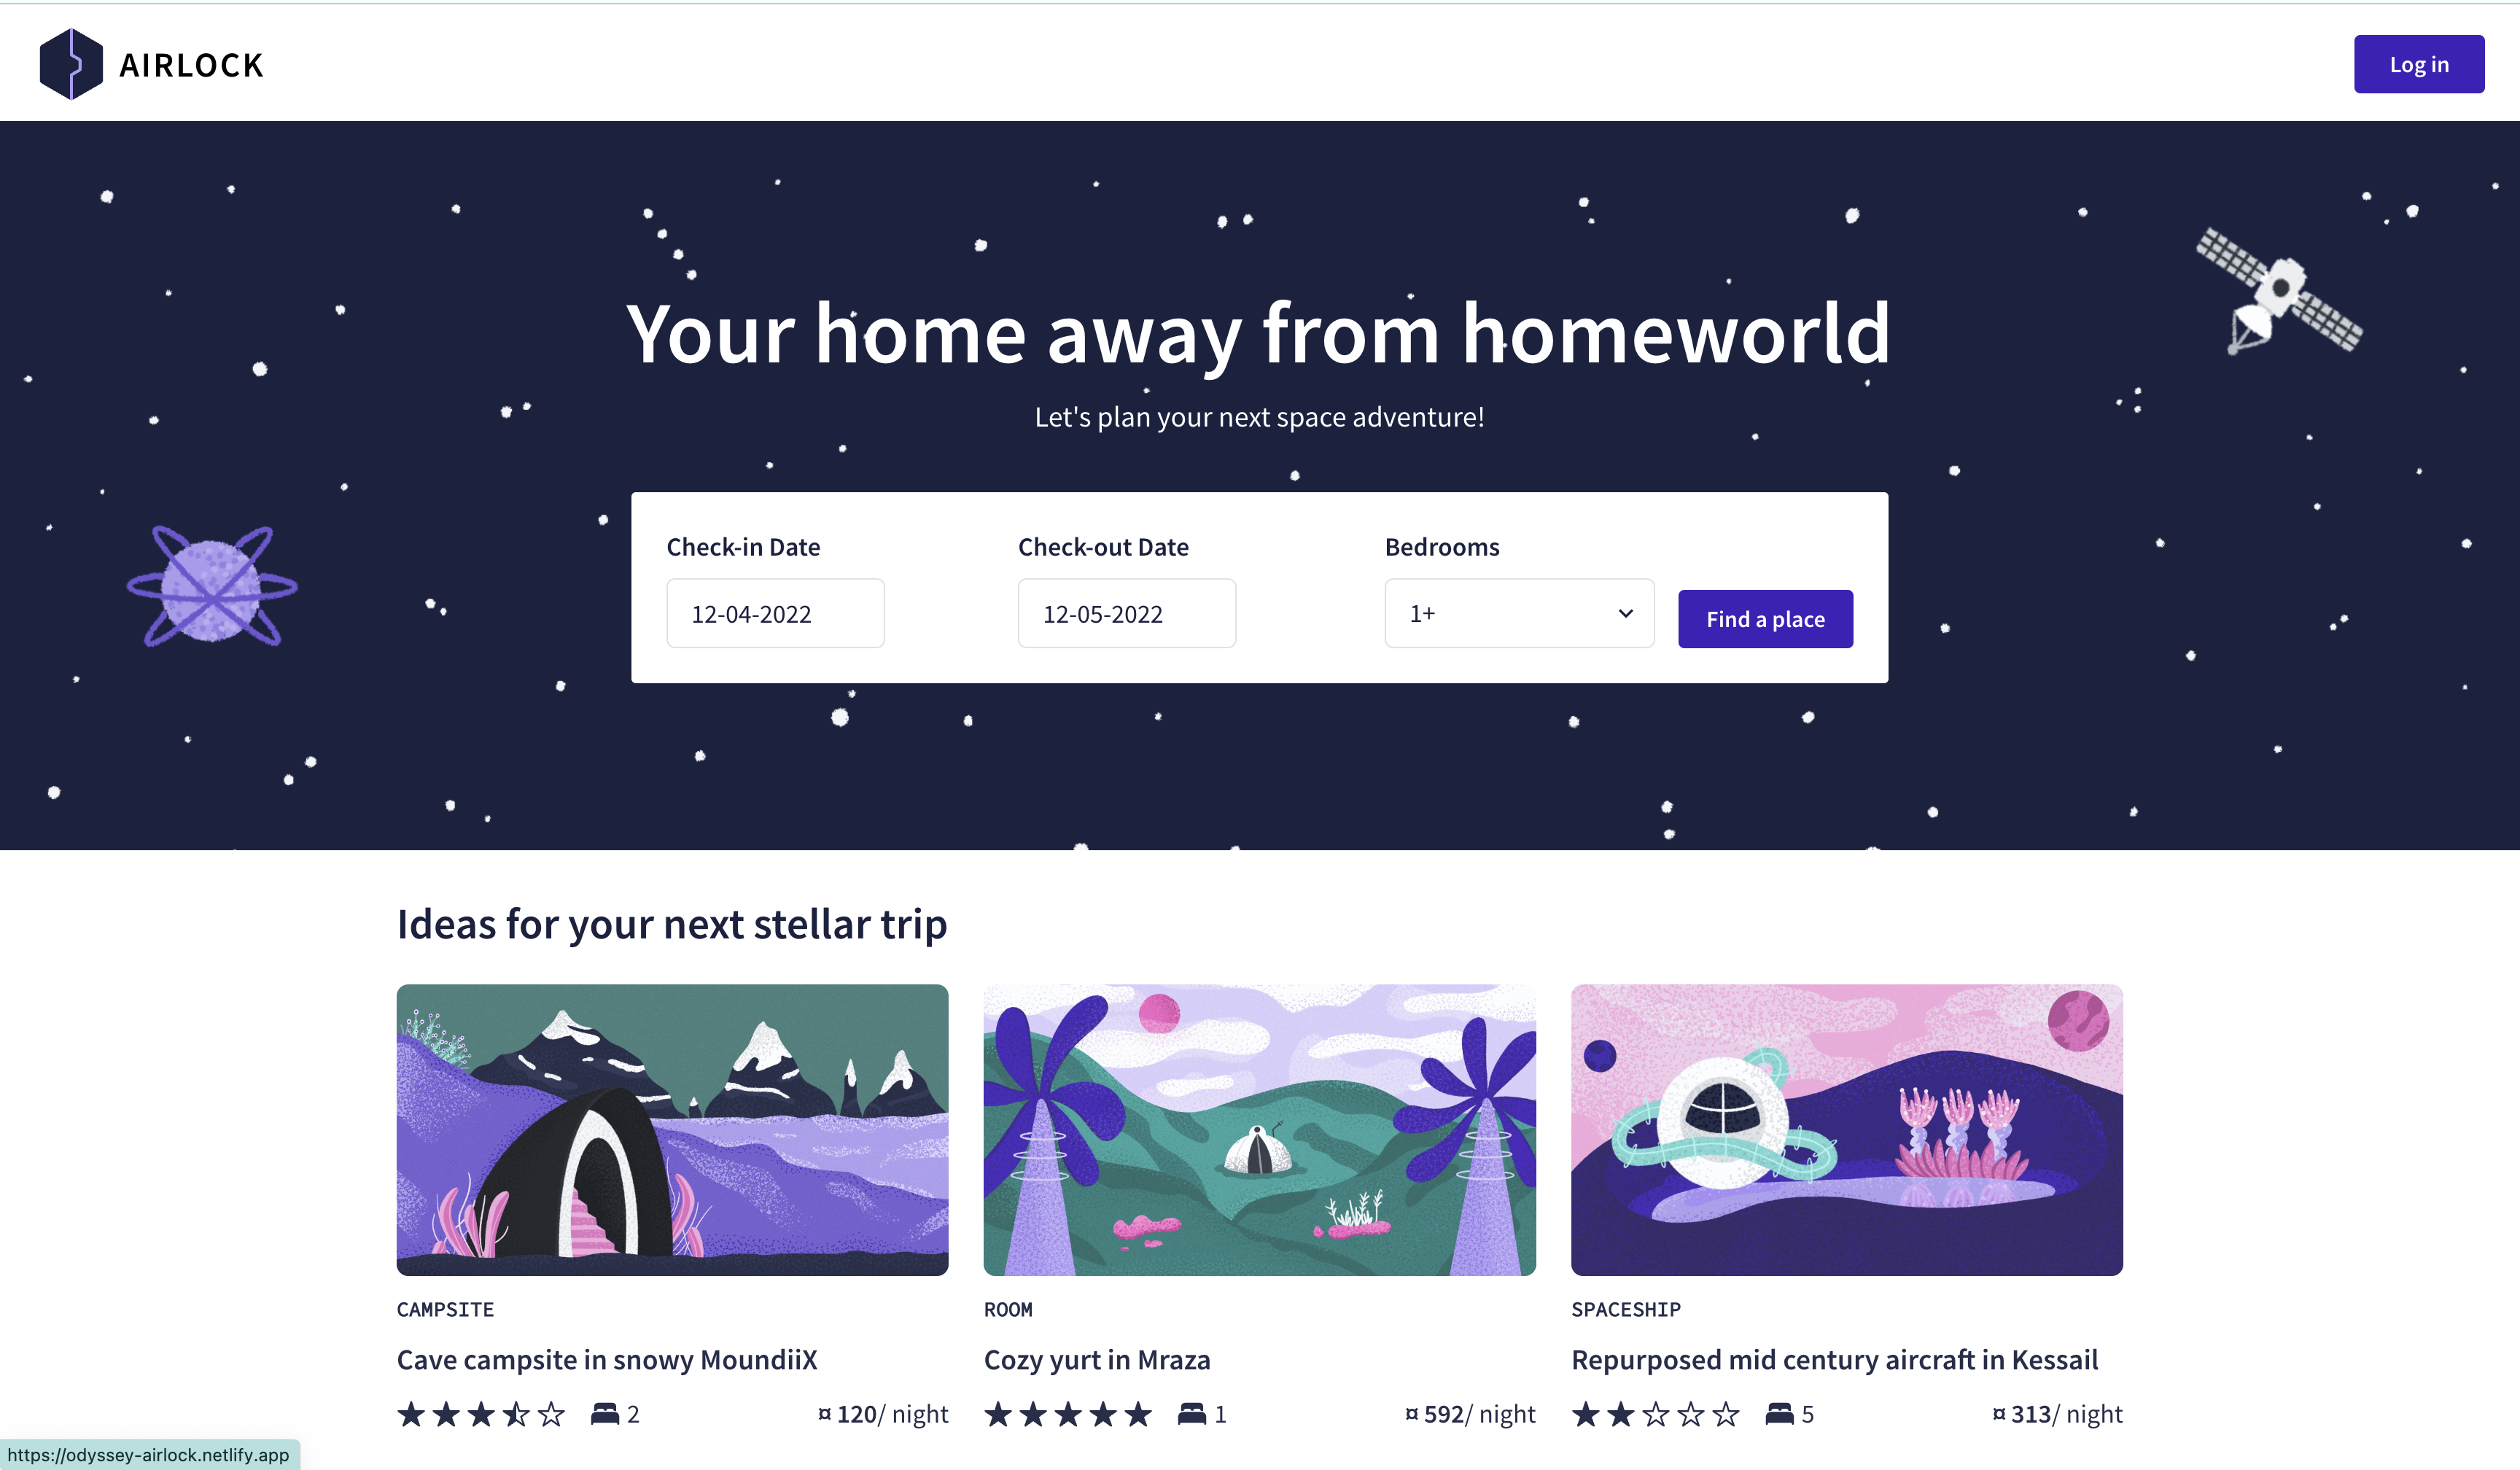 AIRLOCK
Log in
Your home away from homeworld
Let's plan your next space adventure!
Check-in Date
Check-out Date
Bedrooms
12-04-2022
12-05-2022
1+
Find a place
Ideas for your next stellar trip
CAMPSITE
Cave campsite in snowy MoundiiX
2
¤ 120/ night
ROOM
Cozy yurt in Mraza
1
¤ 592/ night
SPACESHIP
Repurposed mid century aircraft in Kessail
5
¤ 313/ night
https://odyssey-airlock.netlify.app